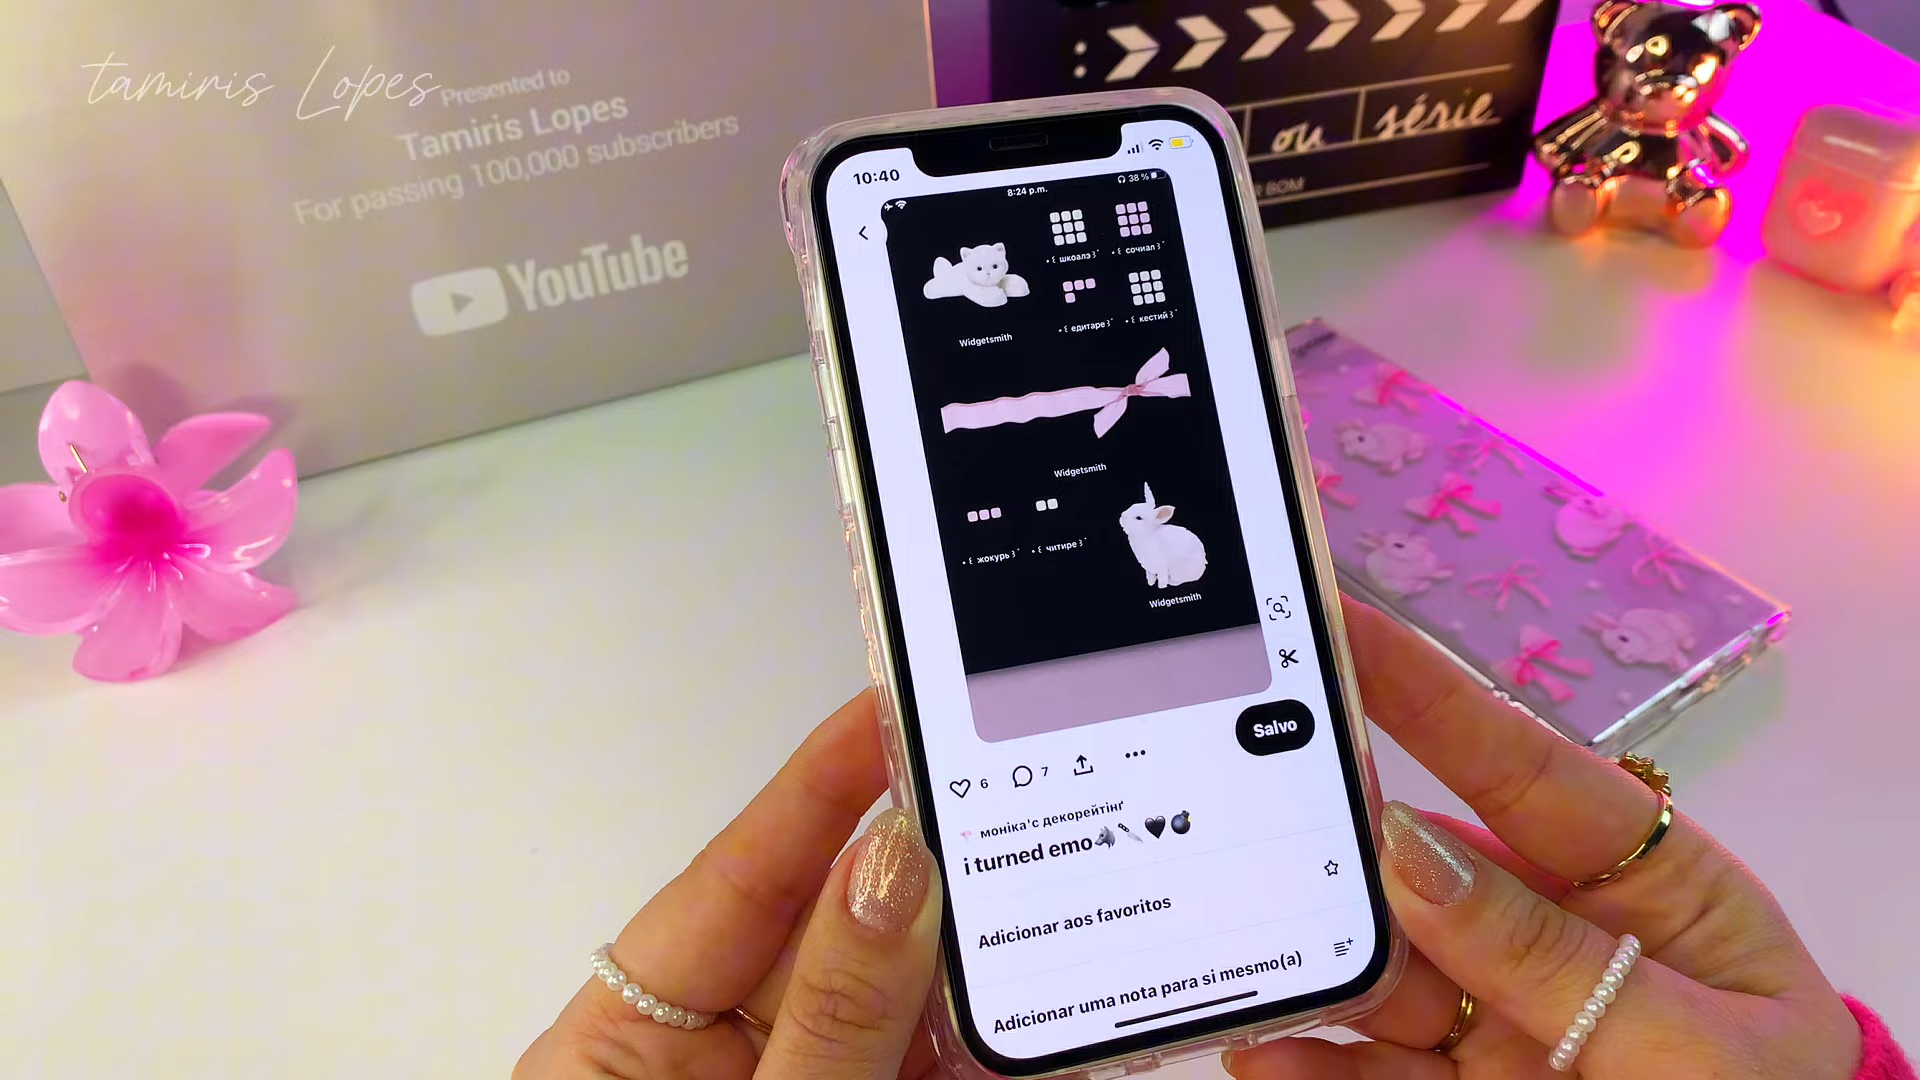 tamiris Lopes
Presented to
Tamiris Lopes
For passing 100,000 subscribers
YouTube
ou
série
10:40
8:24 p.m.
38 %
шкоалэ
сочиал
едитаре
кестий
Widgetsmith
Widgetsmith
жокурь
читире
Widgetsmith
Salvo
6
7
моніка'с декорейтінґ
i turned emo🐺🔪🖤💣
Adicionar aos favoritos
Adicionar uma nota para si mesmo(a)